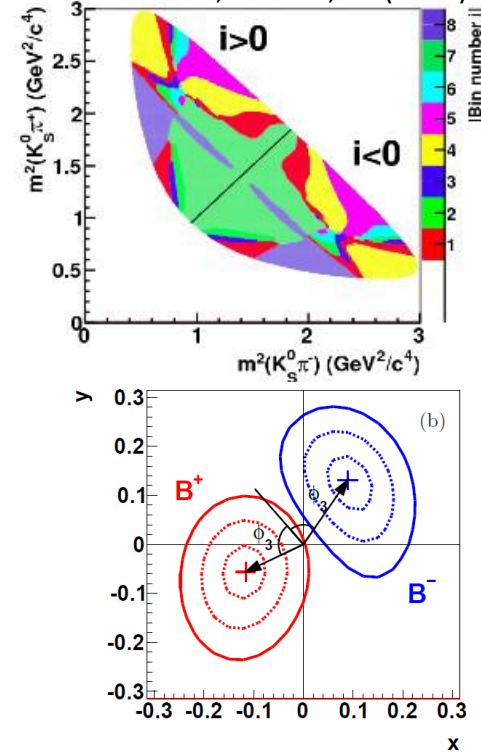 i>0
i<0
3
2.5
2
1.5
1
0.5
0
m²(K⁰_Sπ⁺) (GeV²/c⁴)
0
1
2
3
m²(K⁰_Sπ⁻) (GeV²/c⁴)
8
7
6
5
4
3
2
1
|Bin number i|
y
0.3
0.2
0.1
0
-0.1
-0.2
-0.3
(b)
B⁺
ϕ₃
ϕ₃
B⁻
-0.3 -0.2 -0.1 0 0.1 0.2 0.3
x